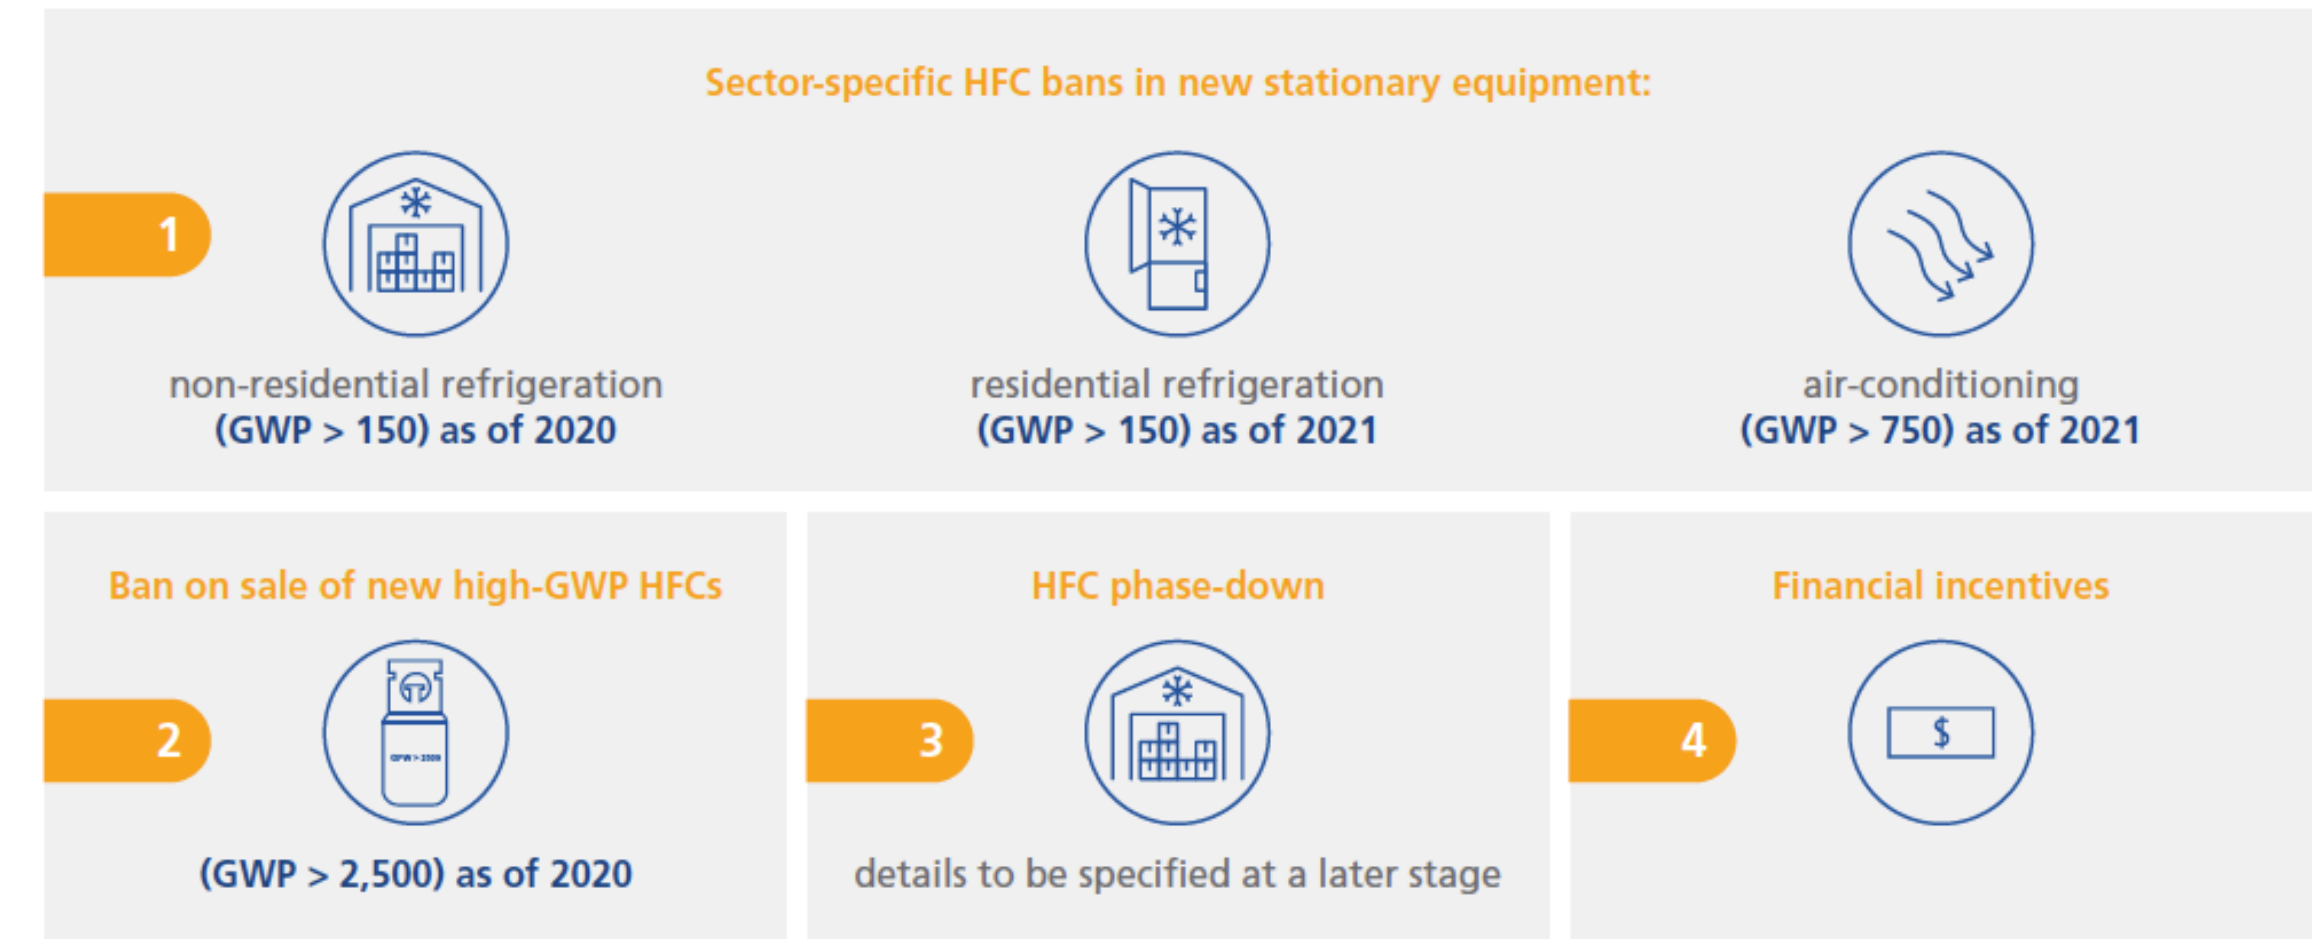 Sector-specific HFC bans in new stationary equipment:
1
non-residential refrigeration
(GWP > 150) as of 2020
residential refrigeration
(GWP > 150) as of 2021
air-conditioning
(GWP > 750) as of 2021
Ban on sale of new high-GWP HFCs
2
(GWP > 2,500) as of 2020
HFC phase-down
3
details to be specified at a later stage
Financial incentives
4
$